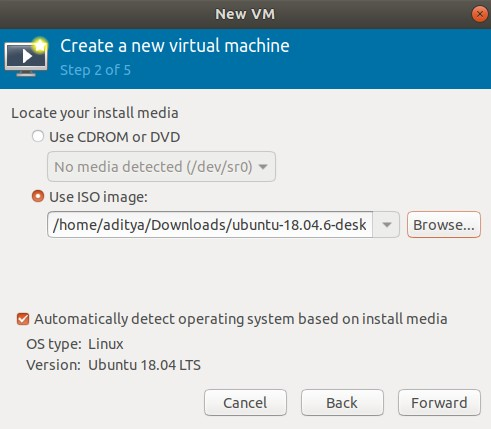 New VM
Create a new virtual machine
Step 2 of 5
Locate your install media
Use CDROM or DVD
No media detected (/dev/sr0)
Use ISO image:
/home/aditya/Downloads/ubuntu-18.04.6-desk
Browse...
Automatically detect operating system based on install media
OS type: Linux
Version: Ubuntu 18.04 LTS
Cancel Back Forward